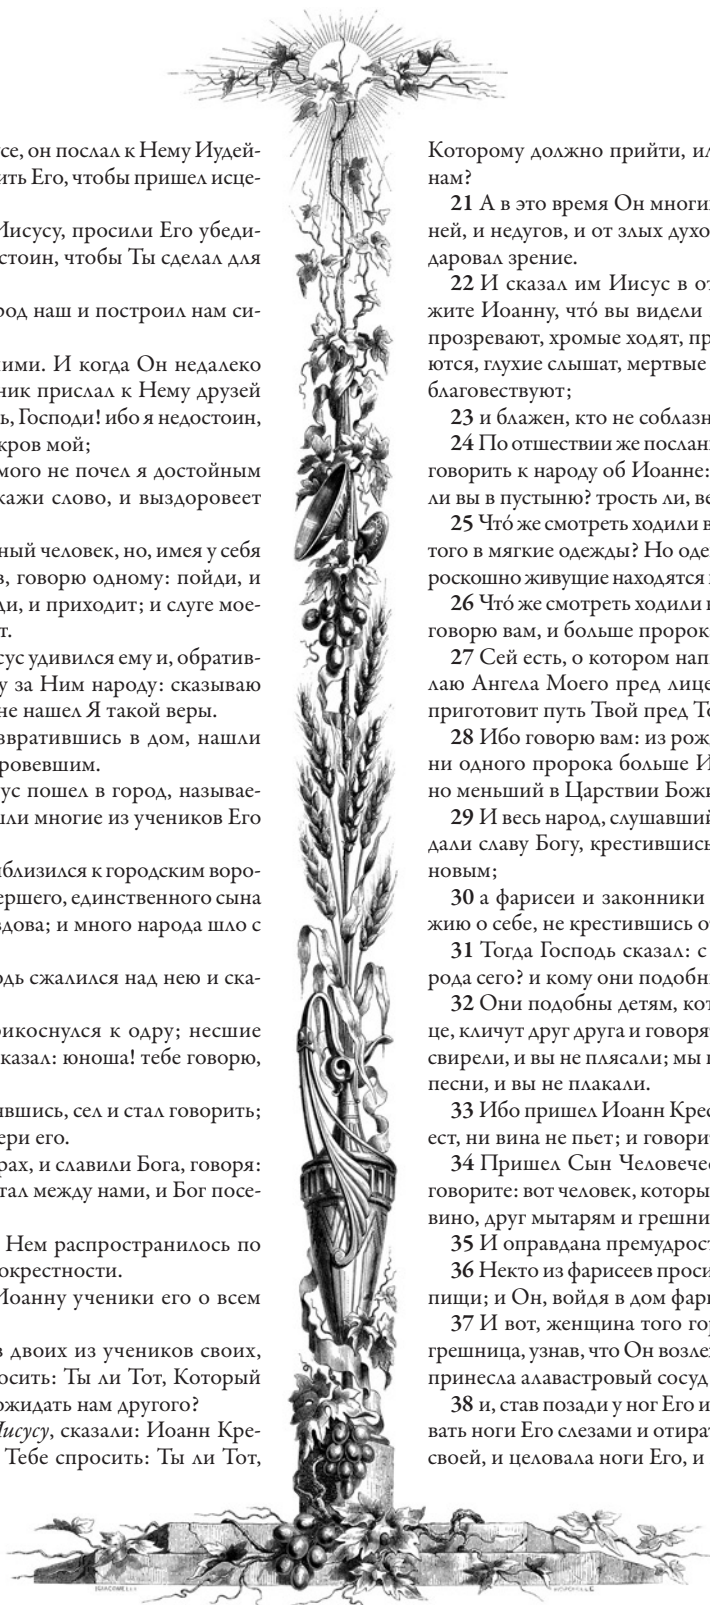 се, он послал к Нему Иудей-
ить Его, чтобы пришел исце-
Иисусу, просили Его убеди-
стоин, чтобы Ты сделал для
род наш и построил нам си-
ими. И когда Он недалеко
ник прислал к Нему друзей
ь, Господи! ибо я недостоин,
кров мой;
мого не почел я достойным
кажи слово, и выздоровеет
ный человек, но, имея у себя
в, говорю одному: пойди, и
ди, и приходит; и слуге мое-
т.
сус удивился ему и, обратив-
у за Ним народу: сказываю
не нашел Я такой веры.
звратившись в дом, нашли
ровевшим.
ус пошел в город, называе-
шли многие из учеников Его
иблизился к городским воро-
ершего, единственного сына
здова; и много народа шло с
одь сжалился над нею и ска-
рикоснулся к одру; несшие
сказал: юноша! тебе говорю,
явшись, сел и стал говорить;
ери его.
рах, и славили Бога, говоря:
тал между нами, и Бог посе-
Нем распространилось по
окрестности.
Иоанну ученики его о всем
в двоих из учеников своих,
осить: Ты ли Тот, Который
ожидать нам другого?
Иисусу, сказали: Иоанн Кре-
Тебе спросить: Ты ли Тот,
Которому должно прийти, ил
нам?
21 А в это время Он многи
ней, и недугов, и от злых духо
даровал зрение.
22 И сказал им Иисус в от
жите Иоанну, что́ вы видели
прозревают, хромые ходят, пр
ются, глухие слышат, мертвые
благовествуют;
23 и блажен, кто не соблазн
24 По отшествии же послан
говорить к народу об Иоанне:
ли вы в пустыню? трость ли, ве
25 Что́ же смотреть ходили в
того в мягкие одежды? Но оде
роскошно живущие находятся
26 Что́ же смотреть ходили
говорю вам, и больше пророк
27 Сей есть, о котором нап
лаю Ангела Моего пред лице
приготовит путь Твой пред То
28 Ибо говорю вам: из рож
ни одного пророка больше И
но меньший в Царствии Божи
29 И весь народ, слушавший
дали славу Богу, крестившись
новым;
30 а фарисеи и законники
жию о себе, не крестившись о
31 Тогда Господь сказал: с
рода сего? и кому они подобн
32 Они подобны детям, кот
це, кличут друг друга и говоря
свирели, и вы не плясали; мы
песни, и вы не плакали.
33 Ибо пришел Иоанн Крес
ест, ни вина не пьет; и говори
34 Пришел Сын Человечес
говорите: вот человек, которы
вино, друг мытарям и грешни
35 И оправдана премудрост
36 Некто из фарисеев проси
пищи; и Он, войдя в дом фар
37 И вот, женщина того гор
грешница, узнав, что Он возле
принесла алавастровый сосуд
38 и, став позади у ног Его и
вать ноги Его слезами и отира
своей, и целовала ноги Его, и